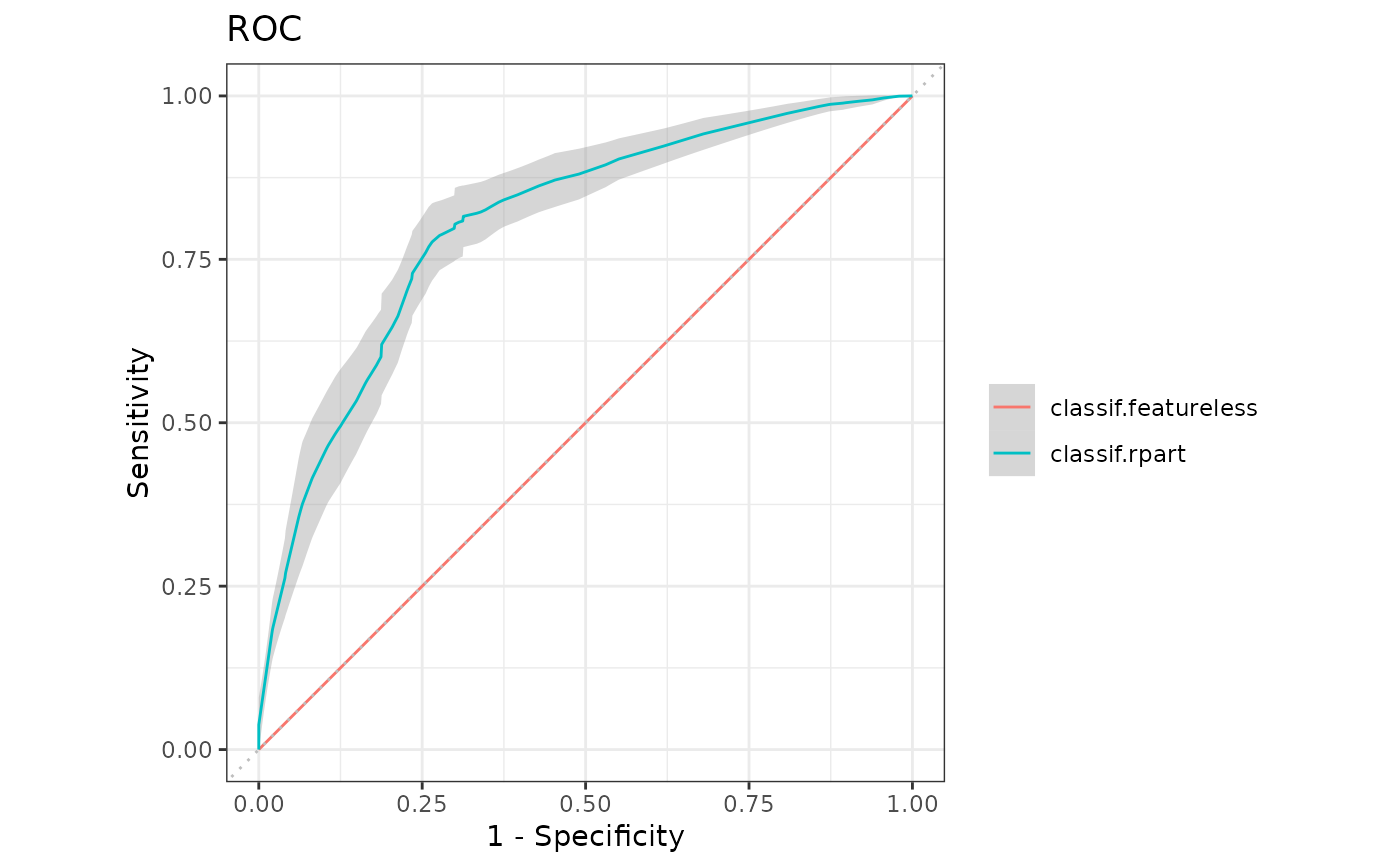 ROC
1.00
0.75
0.50
0.25
0.00
Sensitivity
0.00 0.25 0.50 0.75 1.00
1 - Specificity
classif.featureless
classif.rpart